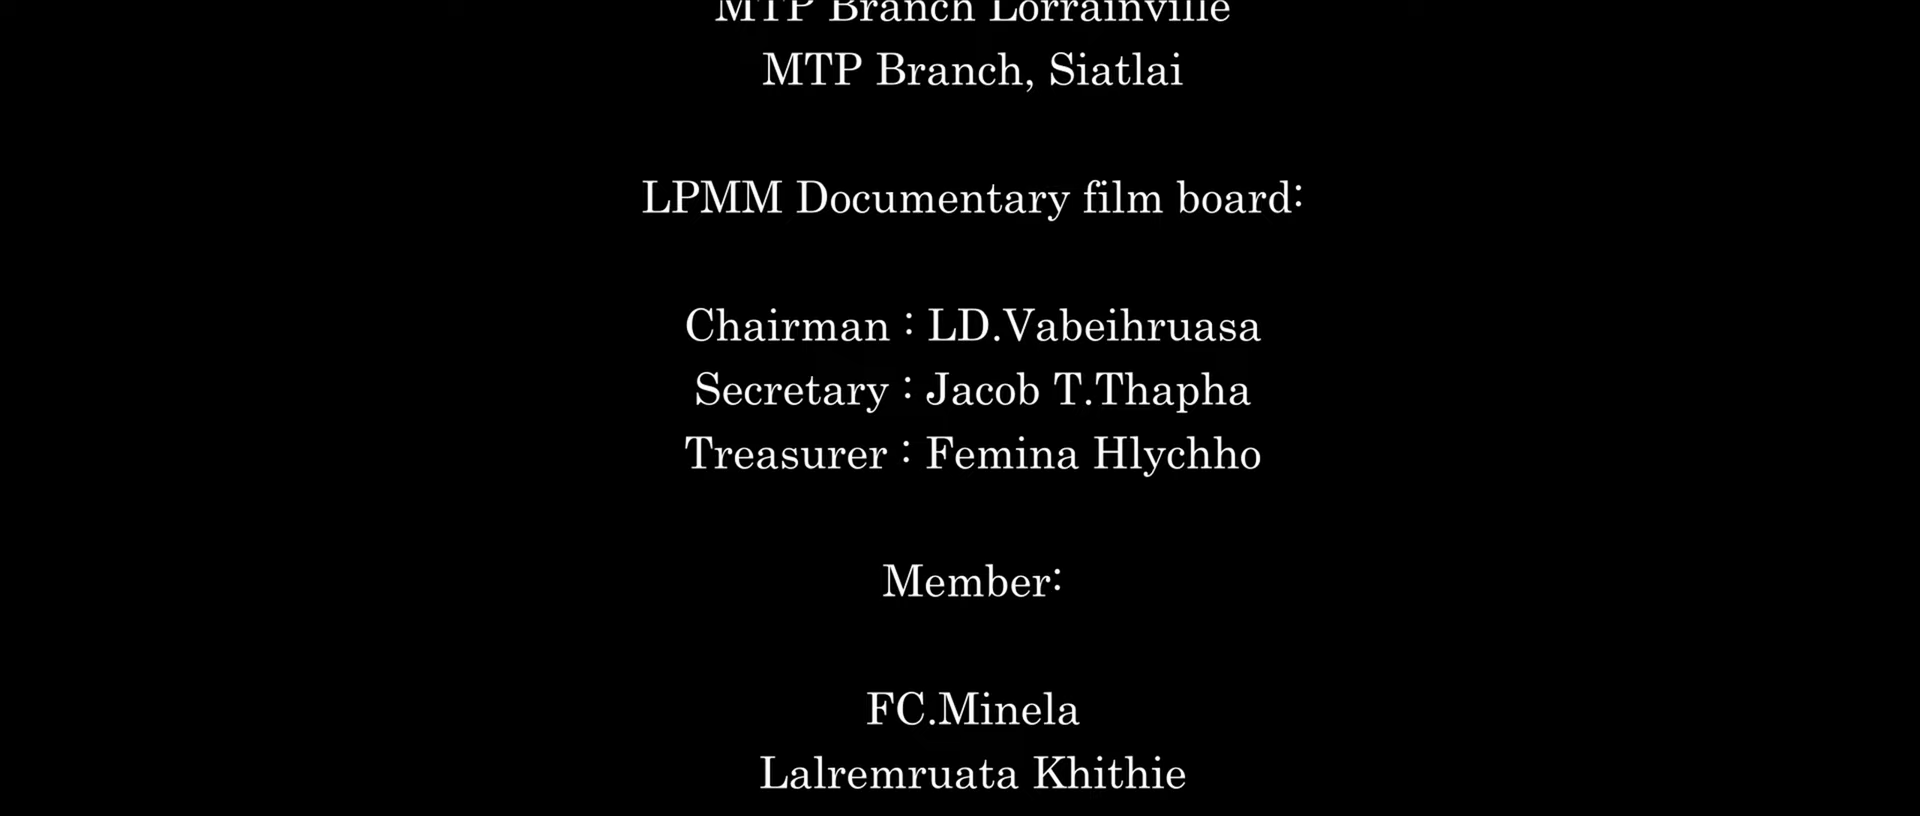 MTP Branch Lorrainville
MTP Branch, Siatlai
LPMM Documentary film board:
Chairman : LD.Vabeihruasa
Secretary : Jacob T.Thapha
Treasurer : Femina Hlychho
Member:
FC.Minela
Lalremruata Khithie